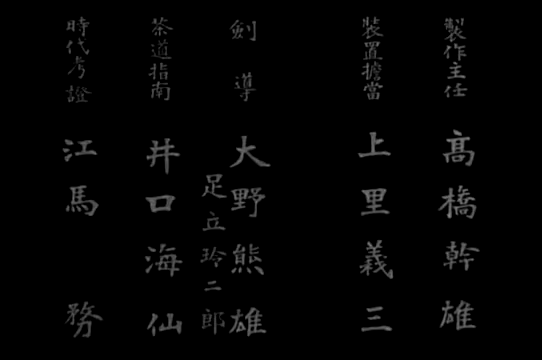 製作主任 高橋幹雄
裝置擔當 上里義三
劍導 大野熊雄
足立玲二郎
茶道指南 井口海仙
時代考證 江馬務